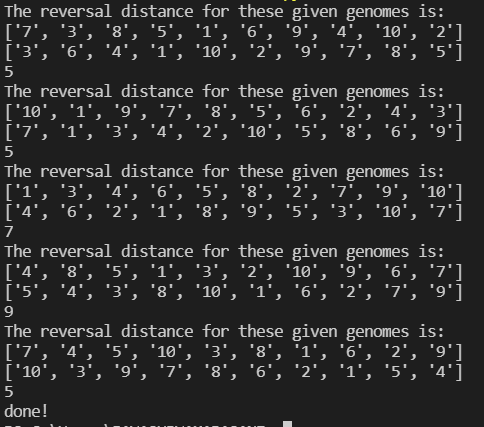 The reversal distance for these given genomes is:
['7', '3', '8', '5', '1', '6', '9', '4', '10', '2']
['3', '6', '4', '1', '10', '2', '9', '7', '8', '5']
5
The reversal distance for these given genomes is:
['10', '1', '9', '7', '8', '5', '6', '2', '4', '3']
['7', '1', '3', '4', '2', '10', '5', '8', '6', '9']
5
The reversal distance for these given genomes is:
['1', '3', '4', '6', '5', '8', '2', '7', '9', '10']
['4', '6', '2', '1', '8', '9', '5', '3', '10', '7']
7
The reversal distance for these given genomes is:
['4', '8', '5', '1', '3', '2', '10', '9', '6', '7']
['5', '4', '3', '8', '10', '1', '6', '2', '7', '9']
9
The reversal distance for these given genomes is:
['7', '4', '5', '10', '3', '8', '1', '6', '2', '9']
['10', '3', '9', '7', '8', '6', '2', '1', '5', '4']
5
done!